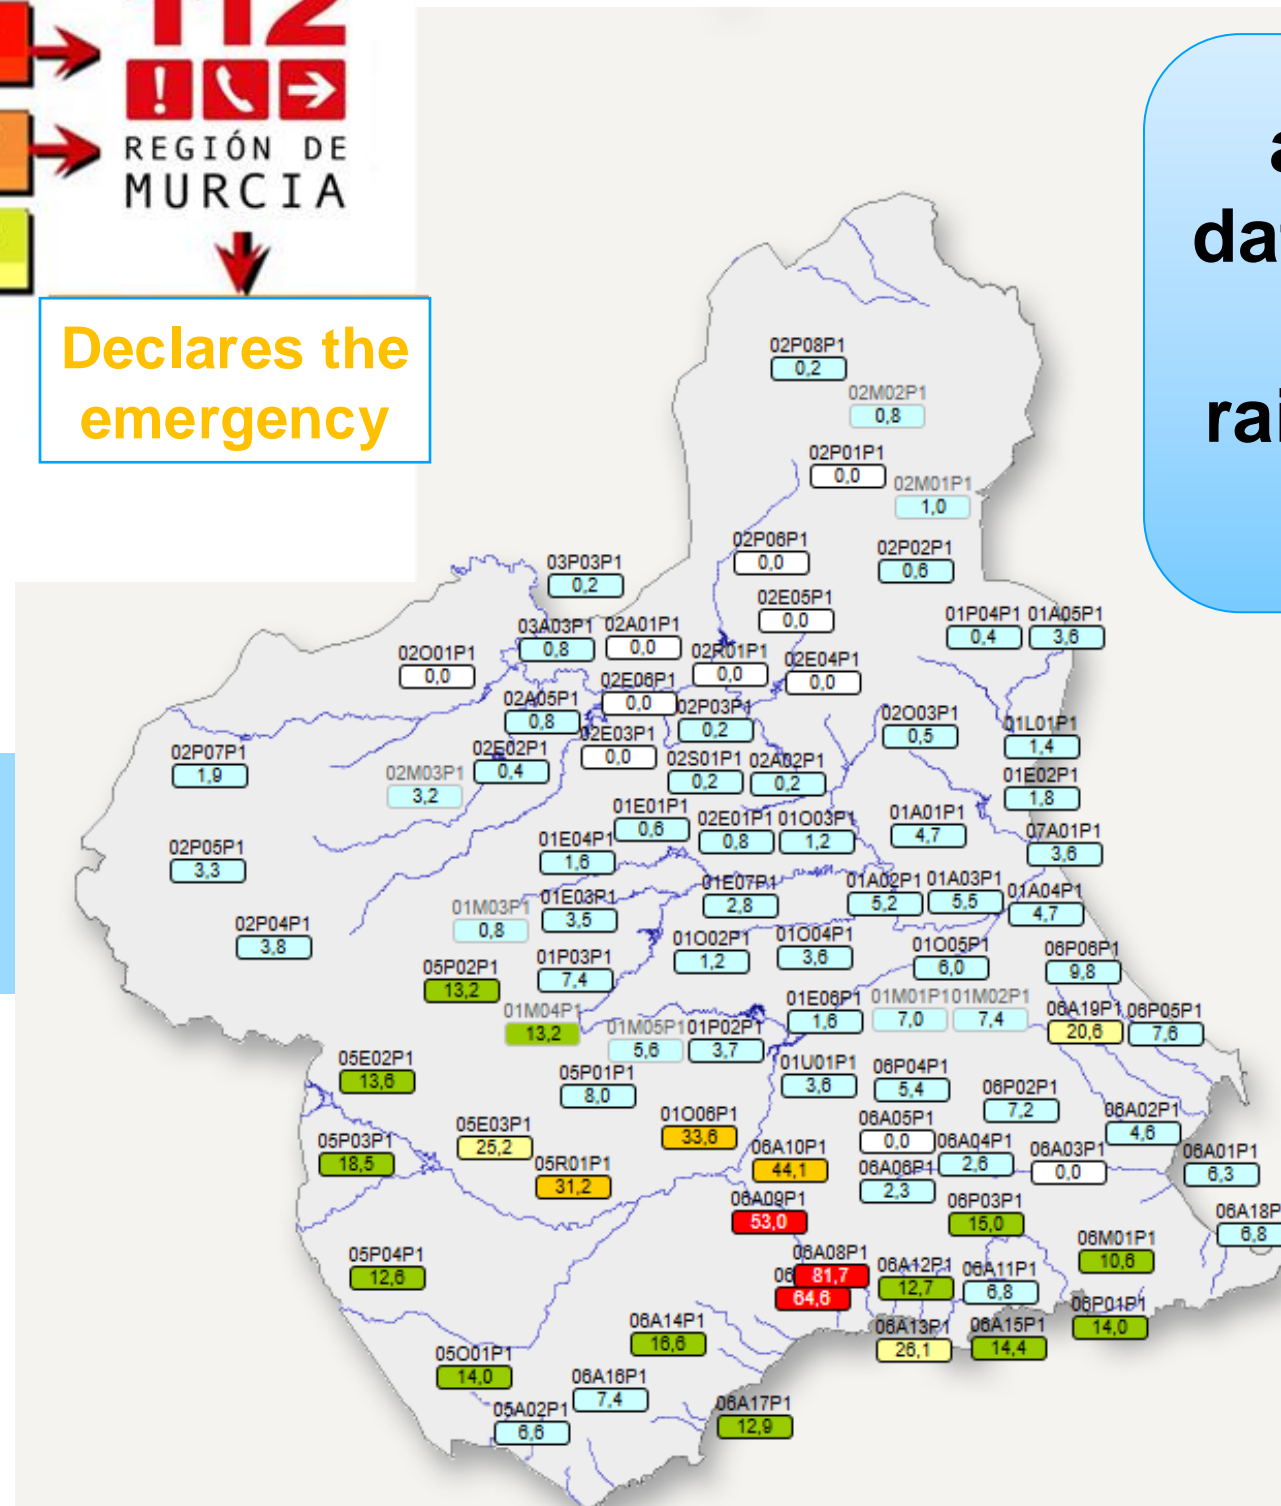 112
REGIÓN DE
MURCIA
Declares the
emergency
02P08P1
0,2
02M02P1
0,8
02P01P1
0,0
02M01P1
1,0
02P06P1
0,0
02P02P1
0,6
03P03P1
0,2
02E05P1
0,0
01P04P1
0,4
01A05P1
3,6
03A03P1
0,8
02A01P1
0,0
02O01P1
0,0
02R01P1
0,0
02E04P1
0,0
02E06P1
0,0
02A05P1
0,8
02P03P1
0,2
02O03P1
0,5
01L01P1
1,4
02P07P1
1,9
02E02P1
0,4
02E03P1
0,0
02M03P1
3,2
02S01P1
0,2
02A02P1
0,2
01E02P1
1,8
01E01P1
0,6
02E01P1
0,8
01O03P1
1,2
01A01P1
4,7
07A01P1
3,6
02P05P1
3,3
01E04P1
1,6
01E07P1
2,8
01A02P1
5,2
01A03P1
5,5
01A04P1
4,7
01M03P1
0,8
01E03P1
3,5
02P04P1
3,8
01O02P1
1,2
01O04P1
3,6
01O05P1
6,0
06P06P1
9,8
05P02P1
13,2
01P03P1
7,4
01M04P1
13,2
01E06P1
1,6
01M01P1
7,0
01M02P1
7,4
06A19P1
20,6
06P05P1
7,6
01M05P1
5,6
01P02P1
3,7
05E02P1
13,6
05P01P1
8,0
01U01P1
3,6
06P04P1
5,4
06P02P1
7,2
06A02P1
4,6
05P03P1
18,5
05E03P1
25,2
01O06P1
33,6
06A05P1
0,0
05R01P1
31,2
06A10P1
44,1
06A04P1
2,6
06A03P1
0,0
06A01P1
6,3
06A06P1
2,3
06A09P1
53,0
06P03P1
15,0
06A18P
6,8
05P04P1
12,6
06A08P1
81,7
06
64,6
06A12P1
12,7
06A11P1
6,8
06M01P1
10,6
06P01P1
14,0
06A14P1
16,6
06A13P1
26,1
06A15P1
14,4
05O01P1
14,0
06A16P1
7,4
05A02P1
6,6
06A17P1
12,9